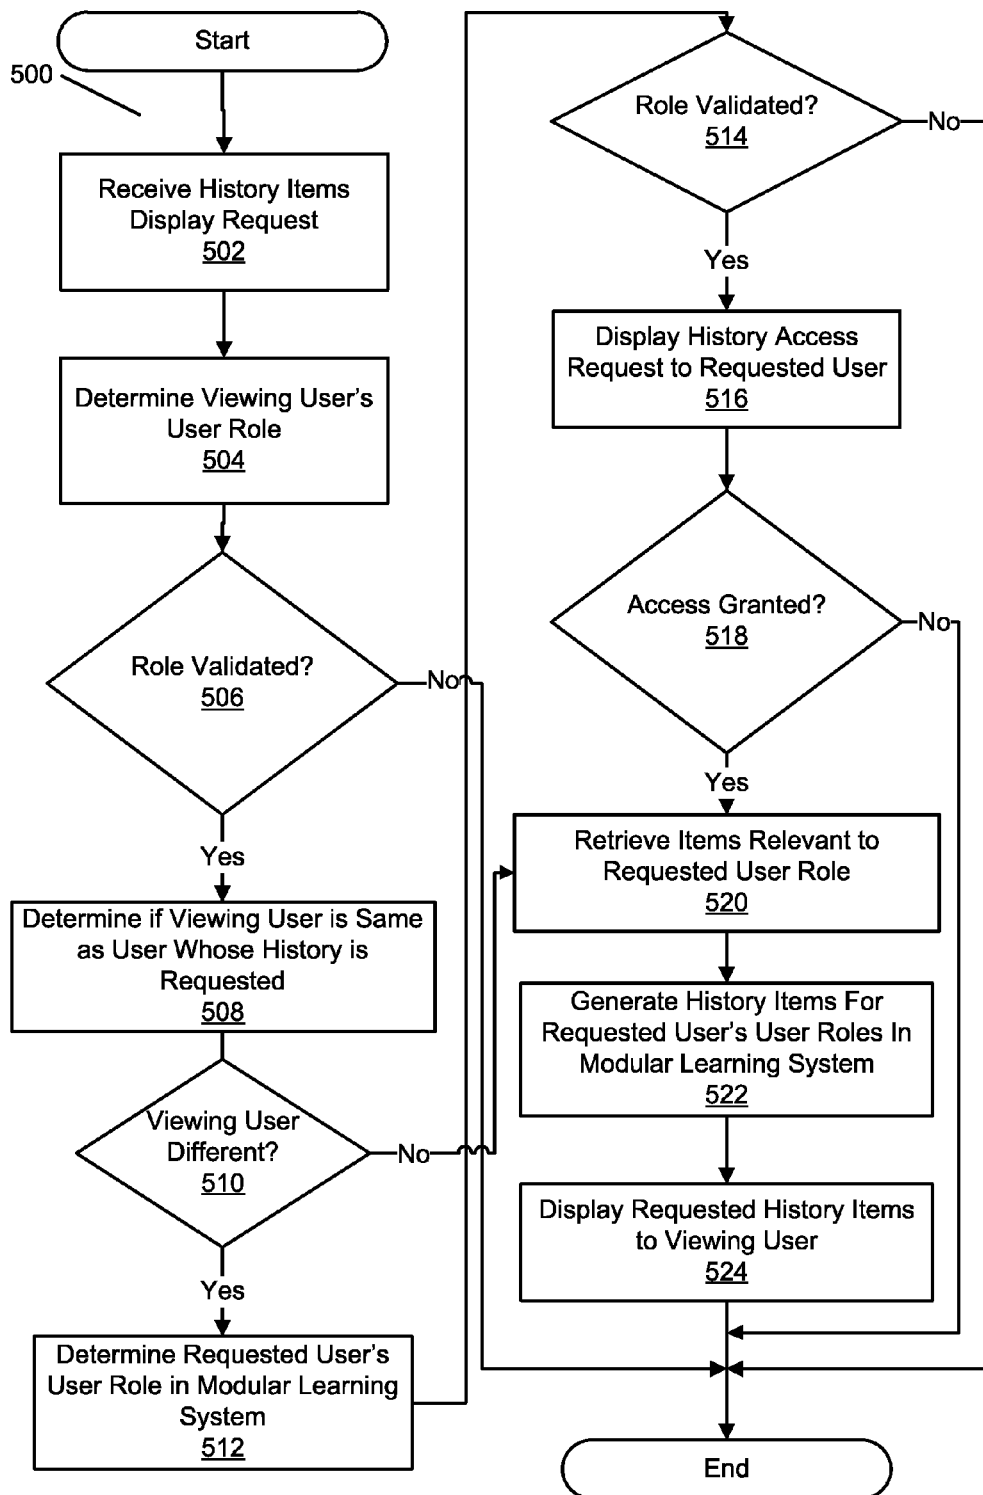 Start
500
Receive History Items
Display Request
502
Determine Viewing User's
User Role
504
Role Validated?
506
No
Yes
Determine if Viewing User is Same
as User Whose History is
Requested
508
Viewing User
Different?
510
No
Yes
Determine Requested User's
User Role in Modular Learning
System
512
Role Validated?
514
No
Yes
Display History Access
Request to Requested User
516
Access Granted?
518
No
Yes
Retrieve Items Relevant to
Requested User Role
520
Generate History Items For
Requested User's User Roles In
Modular Learning System
522
Display Requested History Items
to Viewing User
524
End